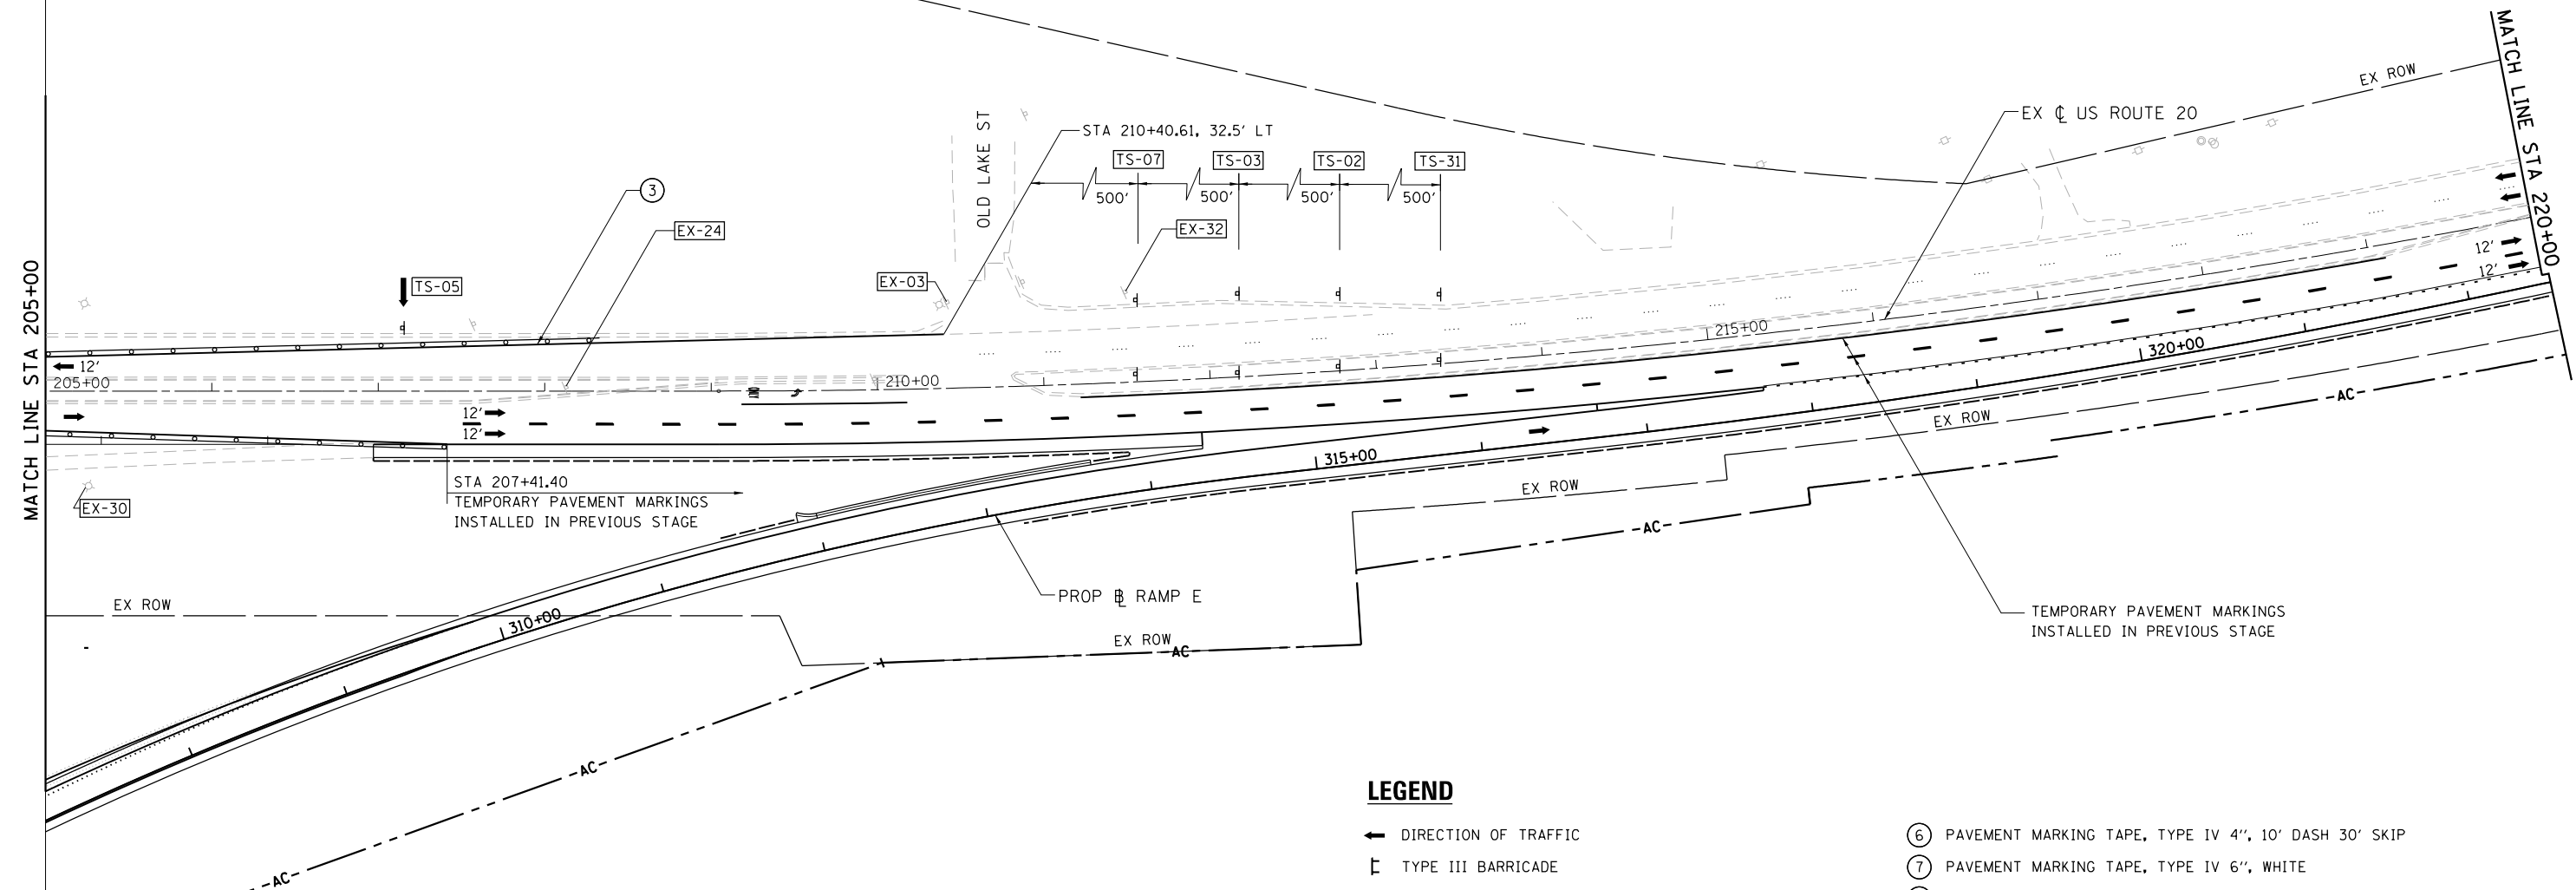 MATCH LINE STA 205+00
MATCH LINE STA 220+00
EX ROW
OLD LAKE ST
STA 210+40.61, 32.5' LT
EX ℄ US ROUTE 20
TS-07
TS-03
TS-02
TS-31
500'
500'
500'
500'
3
EX-24
EX-32
TS-05
EX-03
12'
12'
215+00
320+00
12'
205+00
210+00
12'
12'
AC
EX ROW
315+00
STA 207+41.40
TEMPORARY PAVEMENT MARKINGS
INSTALLED IN PREVIOUS STAGE
EX-30
EX ROW
AC
PROP BL RAMP E
EX ROW
310+00
TEMPORARY PAVEMENT MARKINGS
INSTALLED IN PREVIOUS STAGE
EX ROW
AC
AC
AC
LEGEND
DIRECTION OF TRAFFIC
TYPE III BARRICADE
6 PAVEMENT MARKING TAPE, TYPE IV 4", 10' DASH 30' SKIP
7 PAVEMENT MARKING TAPE, TYPE IV 6", WHITE